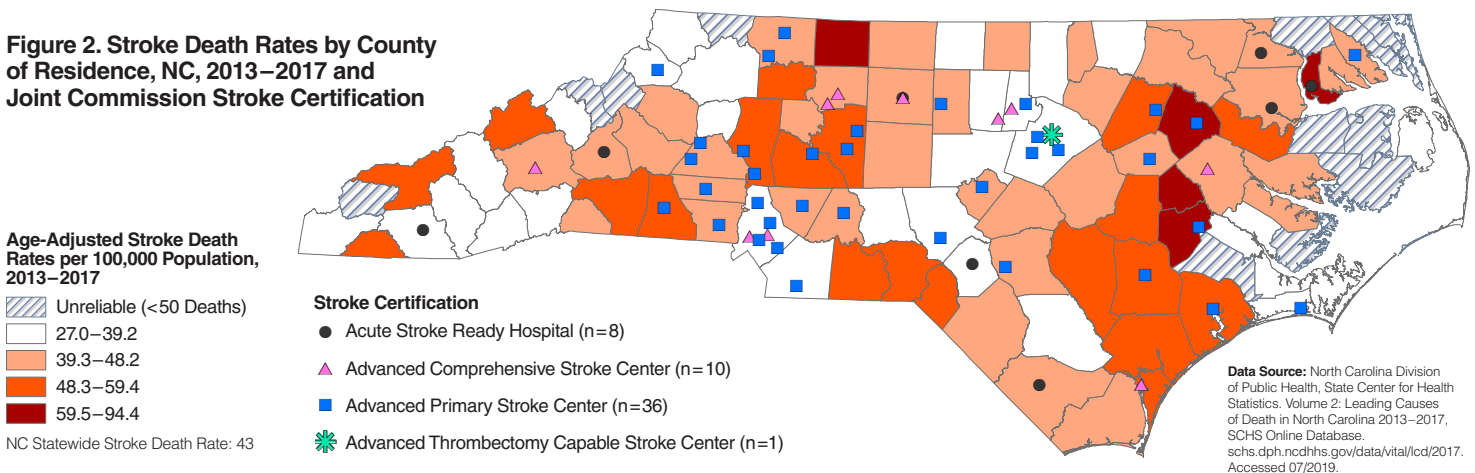 Figure 2. Stroke Death Rates by County
of Residence, NC, 2013–2017 and
Joint Commission Stroke Certification
Age-Adjusted Stroke Death
Rates per 100,000 Population,
2013–2017
Unreliable (<50 Deaths)
27.0–39.2
39.3–48.2
48.3–59.4
59.5–94.4
NC Statewide Stroke Death Rate: 43
Stroke Certification
Acute Stroke Ready Hospital (n=8)
Advanced Comprehensive Stroke Center (n=10)
Advanced Primary Stroke Center (n=36)
Advanced Thrombectomy Capable Stroke Center (n=1)
Data Source: North Carolina Division
of Public Health, State Center for Health
Statistics. Volume 2: Leading Causes
of Death in North Carolina 2013–2017,
SCHS Online Database.
schs.dph.ncdhhs.gov/data/vital/lcd/2017.
Accessed 07/2019.